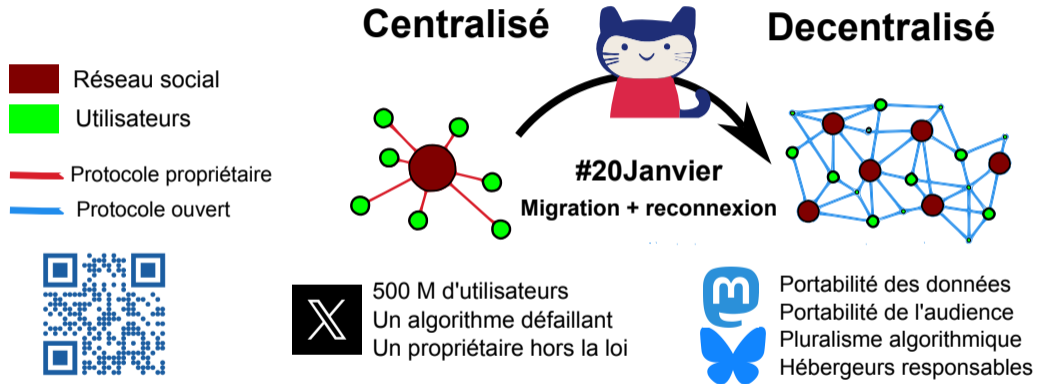 Centralisé
Decentralisé
Réseau social
Utilisateurs
Protocole propriétaire
Protocole ouvert
#20Janvier
Migration + reconnexion
500 M d'utilisateurs
Un algorithme défaillant
Un propriétaire hors la loi
Portabilité des données
Portabilité de l'audience
Pluralisme algorithmique
Hébergeurs responsables